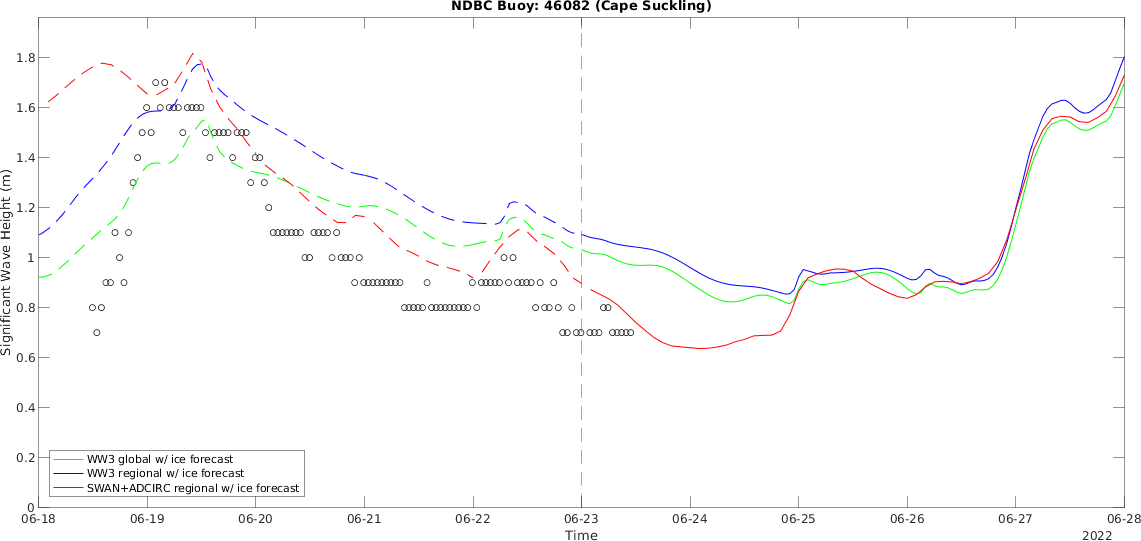 NDBC Buoy: 46082 (Cape Suckling)
Significant Wave Height (m)
1.8
1.6
1.4
1.2
1
0.8
0.6
0.4
0.2
0
WW3 global w/ ice forecast
WW3 regional w/ ice forecast
SWAN+ADCIRC regional w/ ice forecast
06-18 06-19 06-20 06-21 06-22 06-23 06-24 06-25 06-26 06-27 06-28
Time
2022